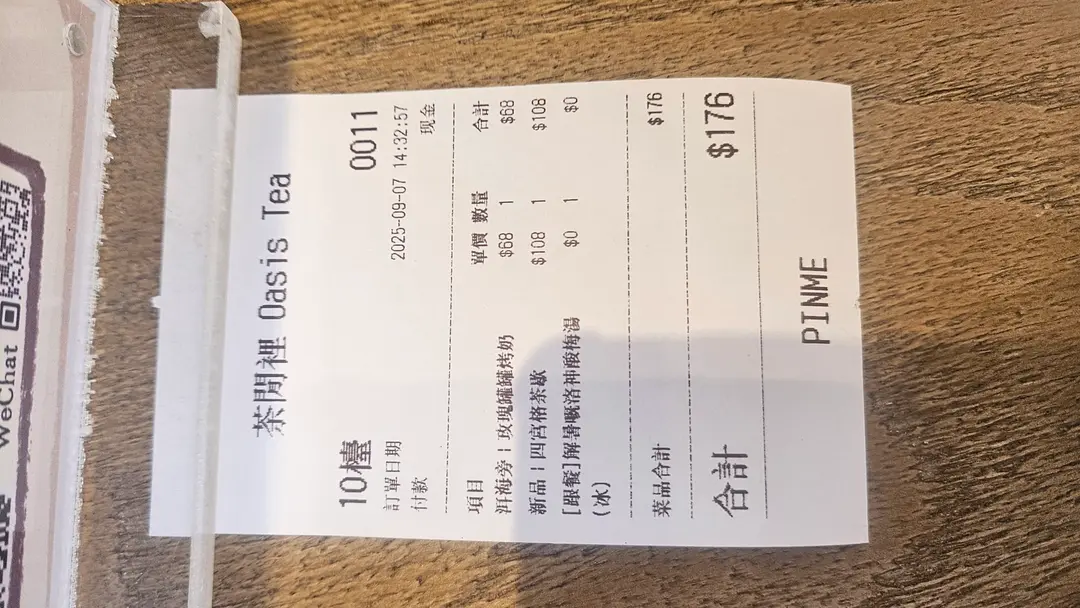 茶閒裡 Oasis Tea
10檯 0011
訂單日期 2025-09-07 14:32:57
付款 现金
項目 單價 數量 合計
洱海旁 | 玫瑰罐罐烤奶 $68 1 $68
新品 | 四宮格茶歇 $108 1 $108
[跟餐]解暑嘅洛神酸梅湯 $0 1 $0
(冰)
菜品合計 $176
合計 $176
PINME
WeChat